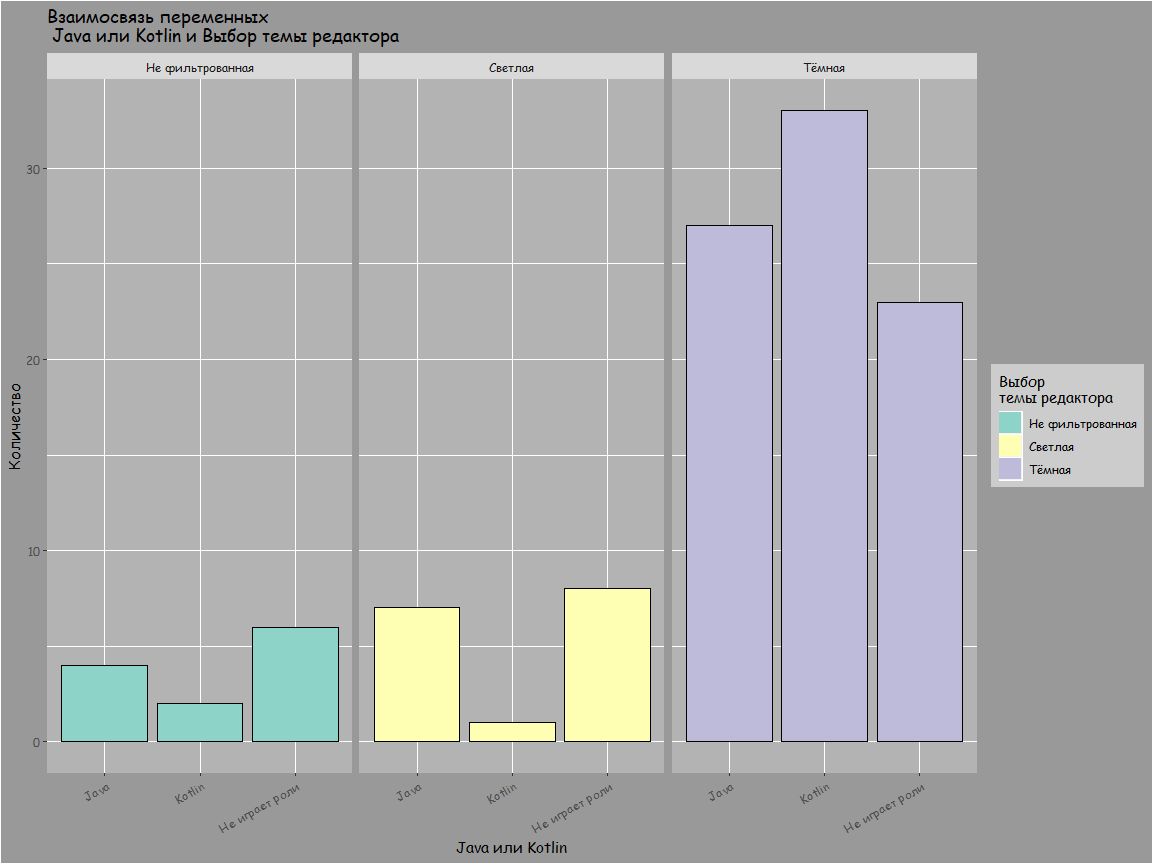 Взаимосвязь переменных
Java или Kotlin и Выбор темы редактора
Не фильтрованная
Светлая
Тёмная
Количество
30
20
10
0
Java
Kotlin
Не играет роли
Java
Kotlin
Не играет роли
Java
Kotlin
Не играет роли
Java или Kotlin
Выбор
темы редактора
Не фильтрованная
Светлая
Тёмная